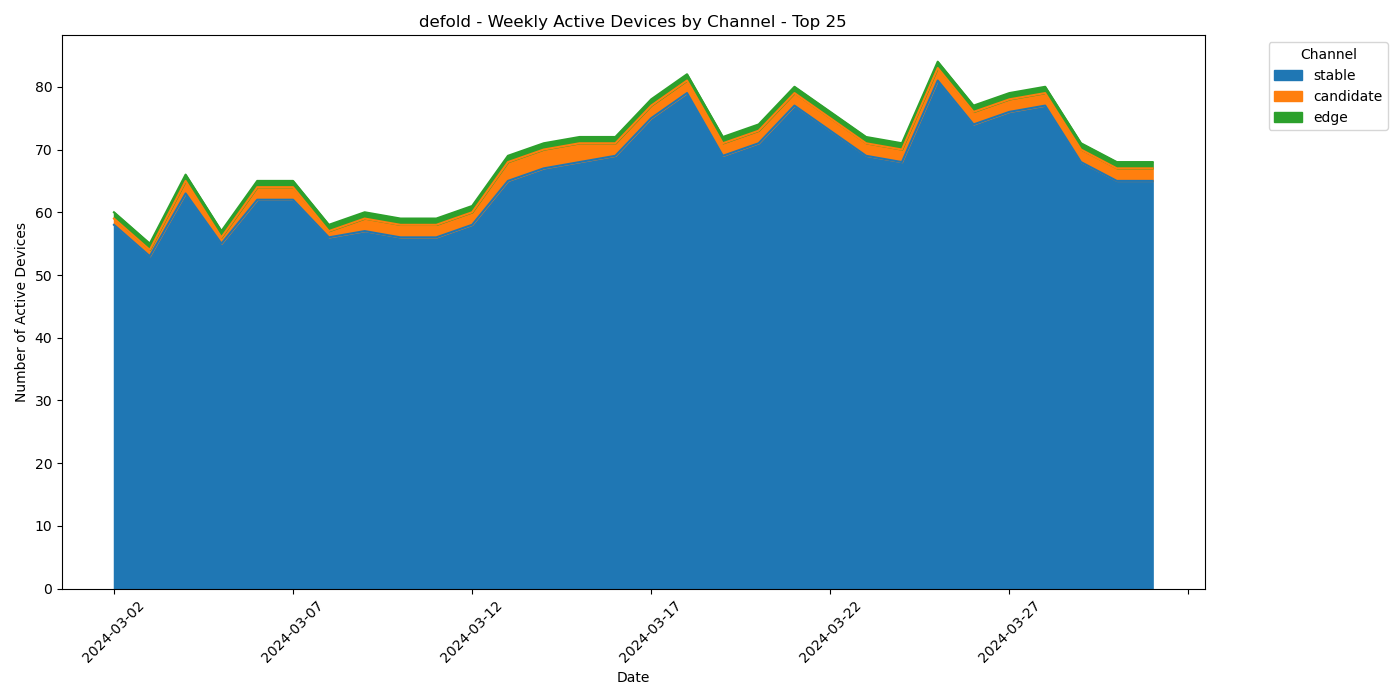 defold - Weekly Active Devices by Channel - Top 25
Channel
stable
candidate
edge
Number of Active Devices
80
70
60
50
40
30
20
10
0
2024-03-02
2024-03-07
2024-03-12
2024-03-17
2024-03-22
2024-03-27
Date